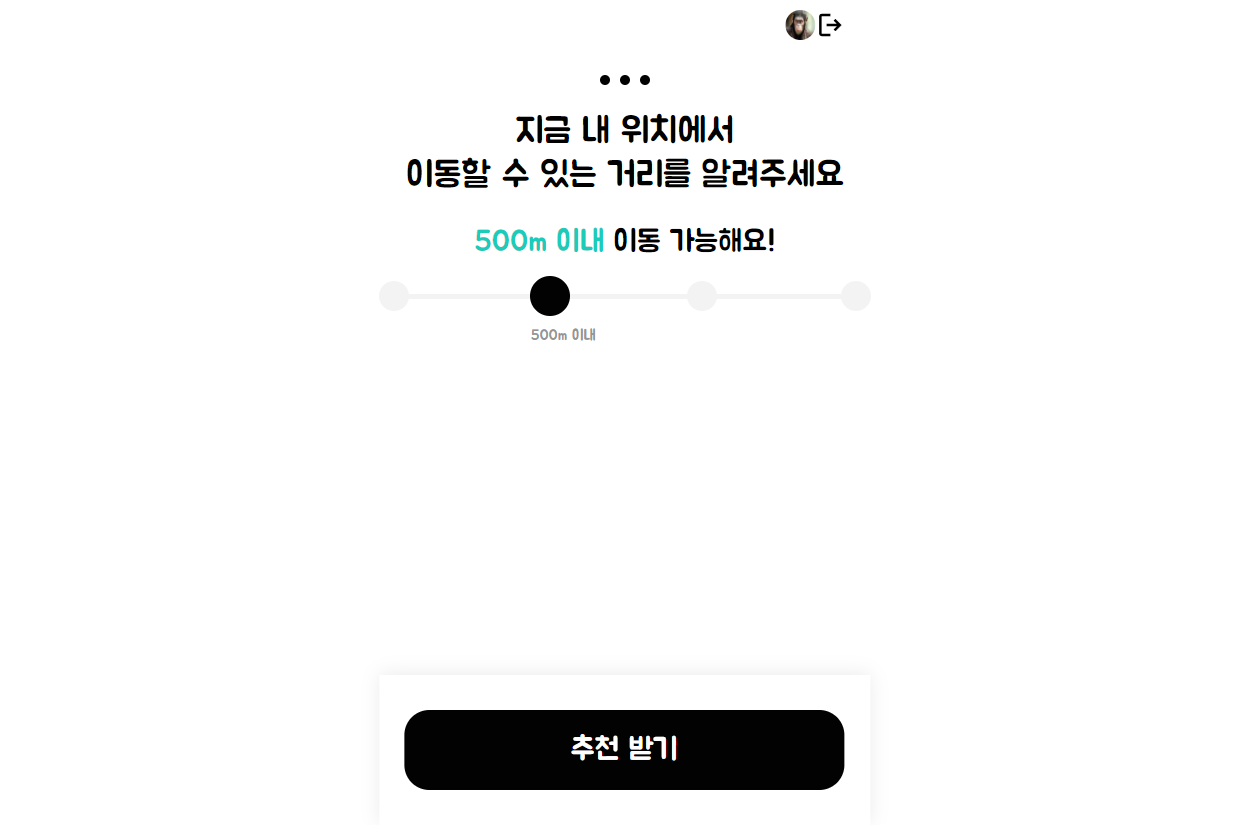 지금 내 위치에서
이동할 수 있는 거리를 알려주세요
500m 이내 이동 가능해요!
500m 이내
추천 받기